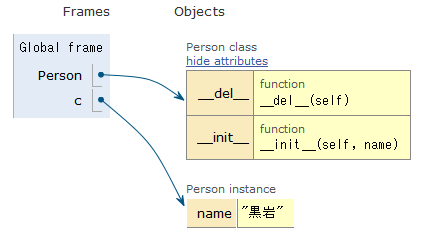 Frames Objects
Global frame
Person
c
Person class
hide attributes
__del__
function
__del__(self)
__init__
function
__init__(self, name)
Person instance
name "黒岩"